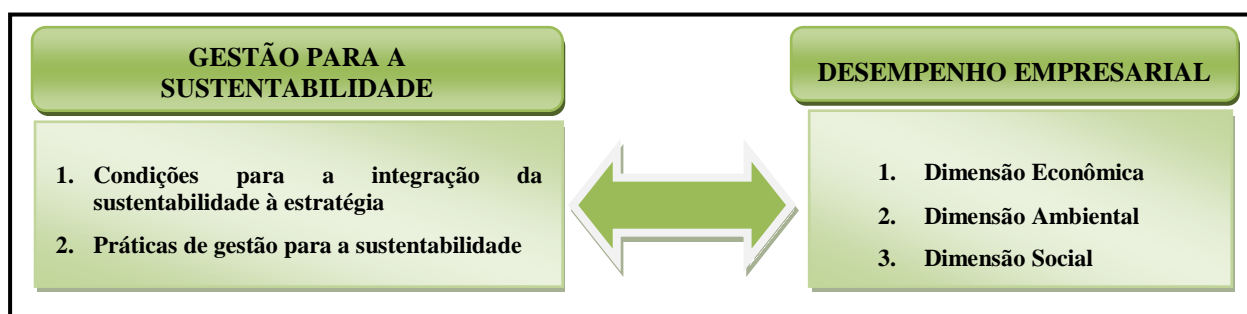 GESTÃO PARA A
SUSTENTABILIDADE
1. Condições para a integração da
sustentabilidade à estratégia
2. Práticas de gestão para a sustentabilidade
DESEMPENHO EMPRESARIAL
1. Dimensão Econômica
2. Dimensão Ambiental
3. Dimensão Social